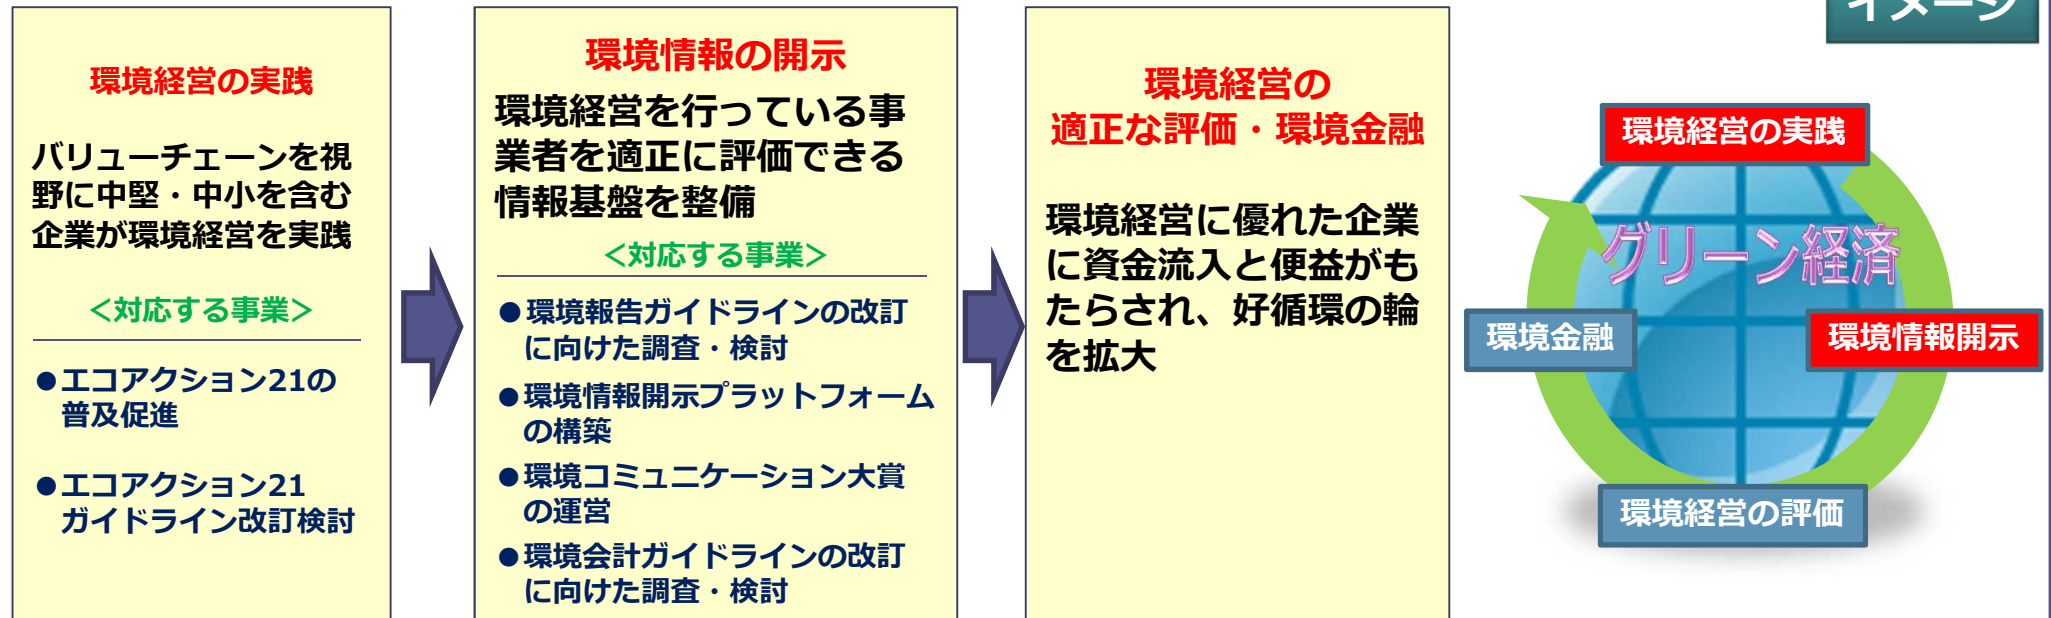 環境経営の実践
バリューチェーンを視
野に中堅・中小を含む
企業が環境経営を実践
＜対応する事業＞
●エコアクション21の
普及促進
●エコアクション21
ガイドライン改訂検討
環境情報の開示
環境経営を行っている事
業者を適正に評価できる
情報基盤を整備
＜対応する事業＞
●環境報告ガイドラインの改訂
に向けた調査・検討
●環境情報開示プラットフォーム
の構築
●環境コミュニケーション大賞
の運営
●環境会計ガイドラインの改訂
に向けた調査・検討
環境経営の
適正な評価・環境金融
環境経営に優れた企業
に資金流入と便益がも
たらされ、好循環の輪
を拡大
イメージ
環境経営の実践
グリーン経済
環境金融
環境情報開示
環境経営の評価